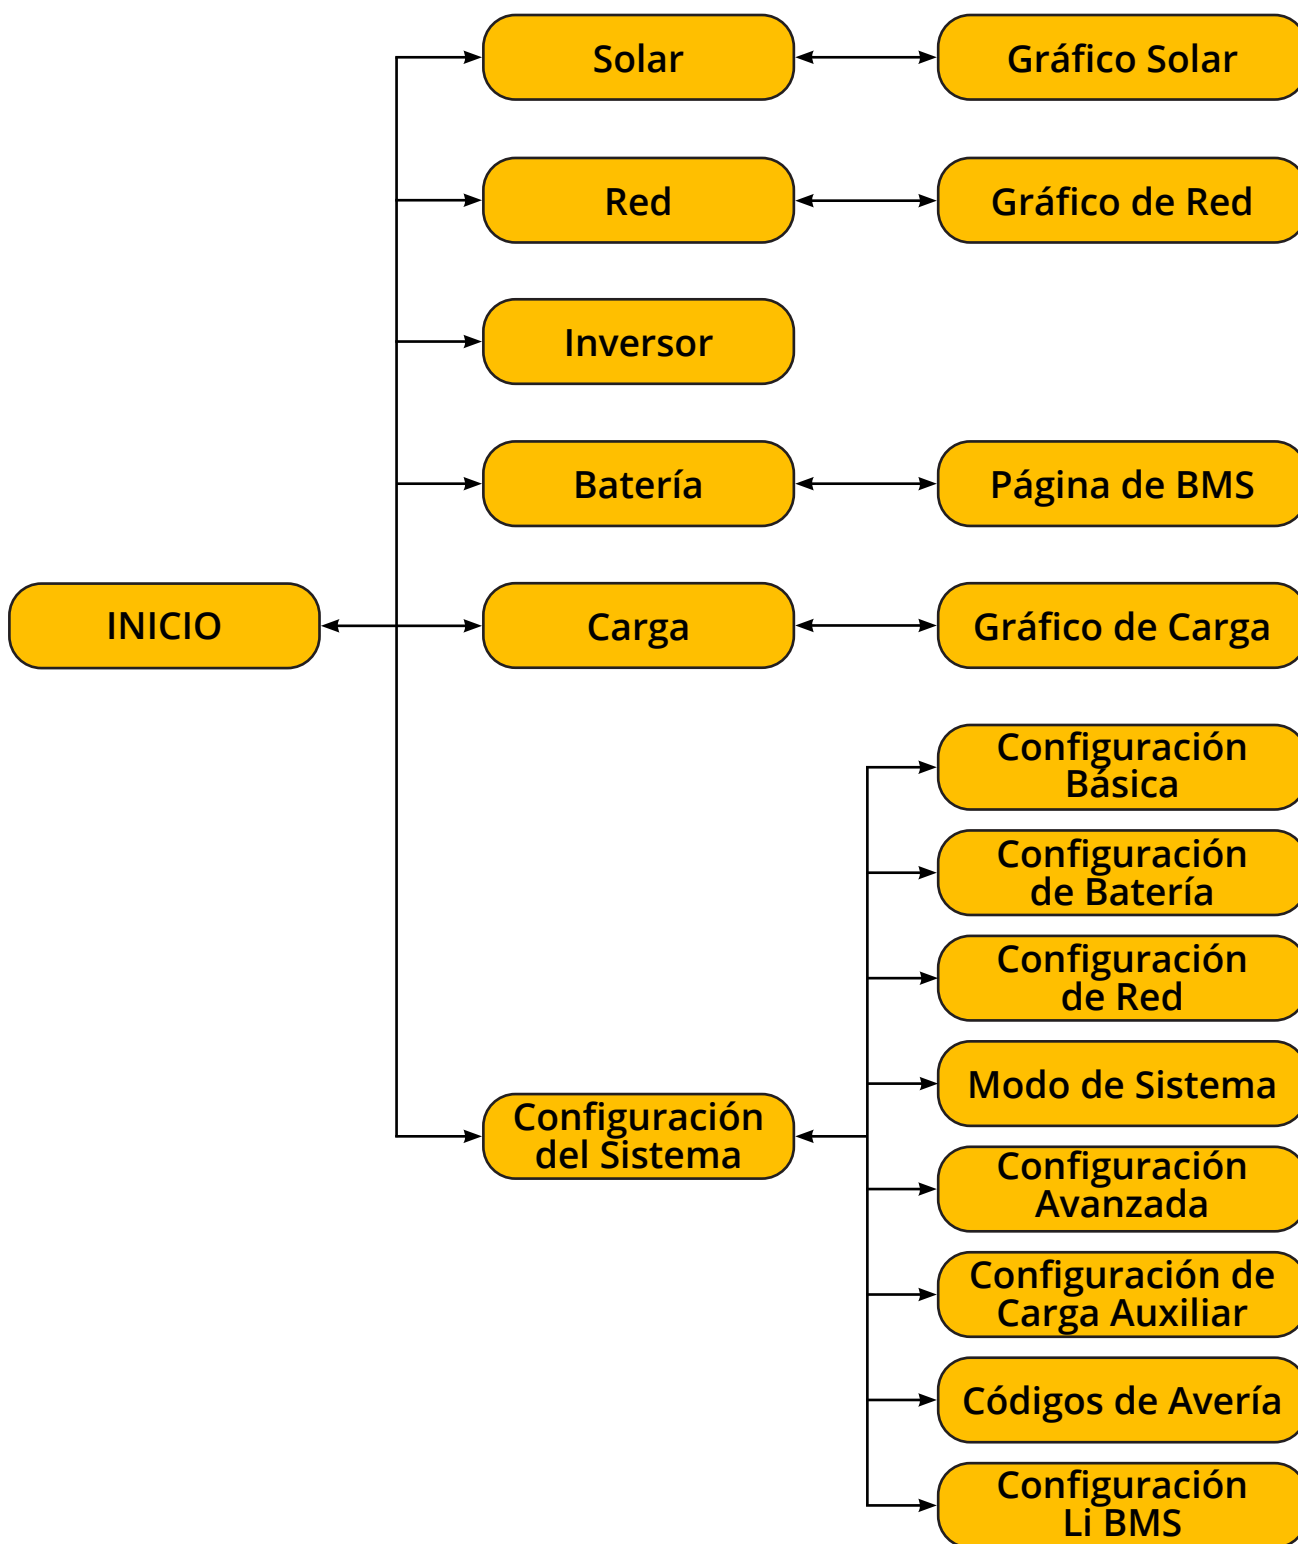 Solar
Gráfico Solar
Red
Gráfico de Red
Inversor
Batería
Página de BMS
INICIO
Carga
Gráfico de Carga
Configuración
Básica
Configuración
de Batería
Configuración
de Red
Modo de Sistema
Configuración
del Sistema
Configuración
Avanzada
Configuración de
Carga Auxiliar
Códigos de Avería
Configuración
Li BMS